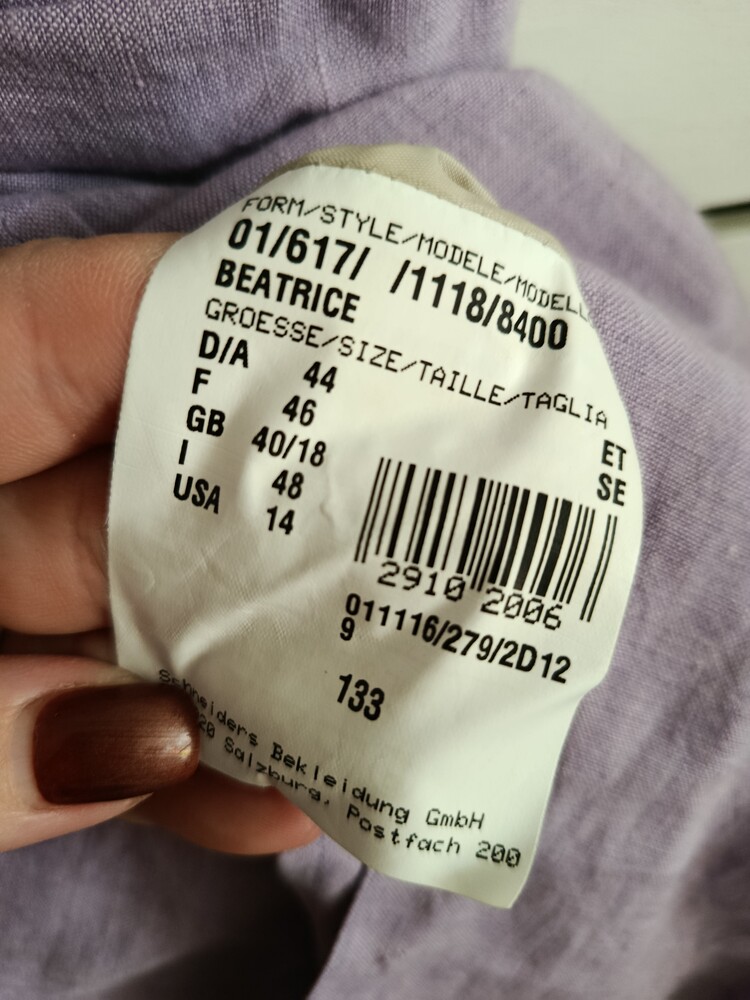 FORM/STYLE/MODELE/MODELL
01/617/ /1118/8400
BEATRICE
GROESSE/SIZE/TAILLE/TAGLIA
D/A 44
F 46
GB 40/18
I 48
USA 14
ET
SE
2910 2006
011116/279/2D12
9
133
Schneiders Bekleidung GmbH
20 Salzburg, Postfach 200